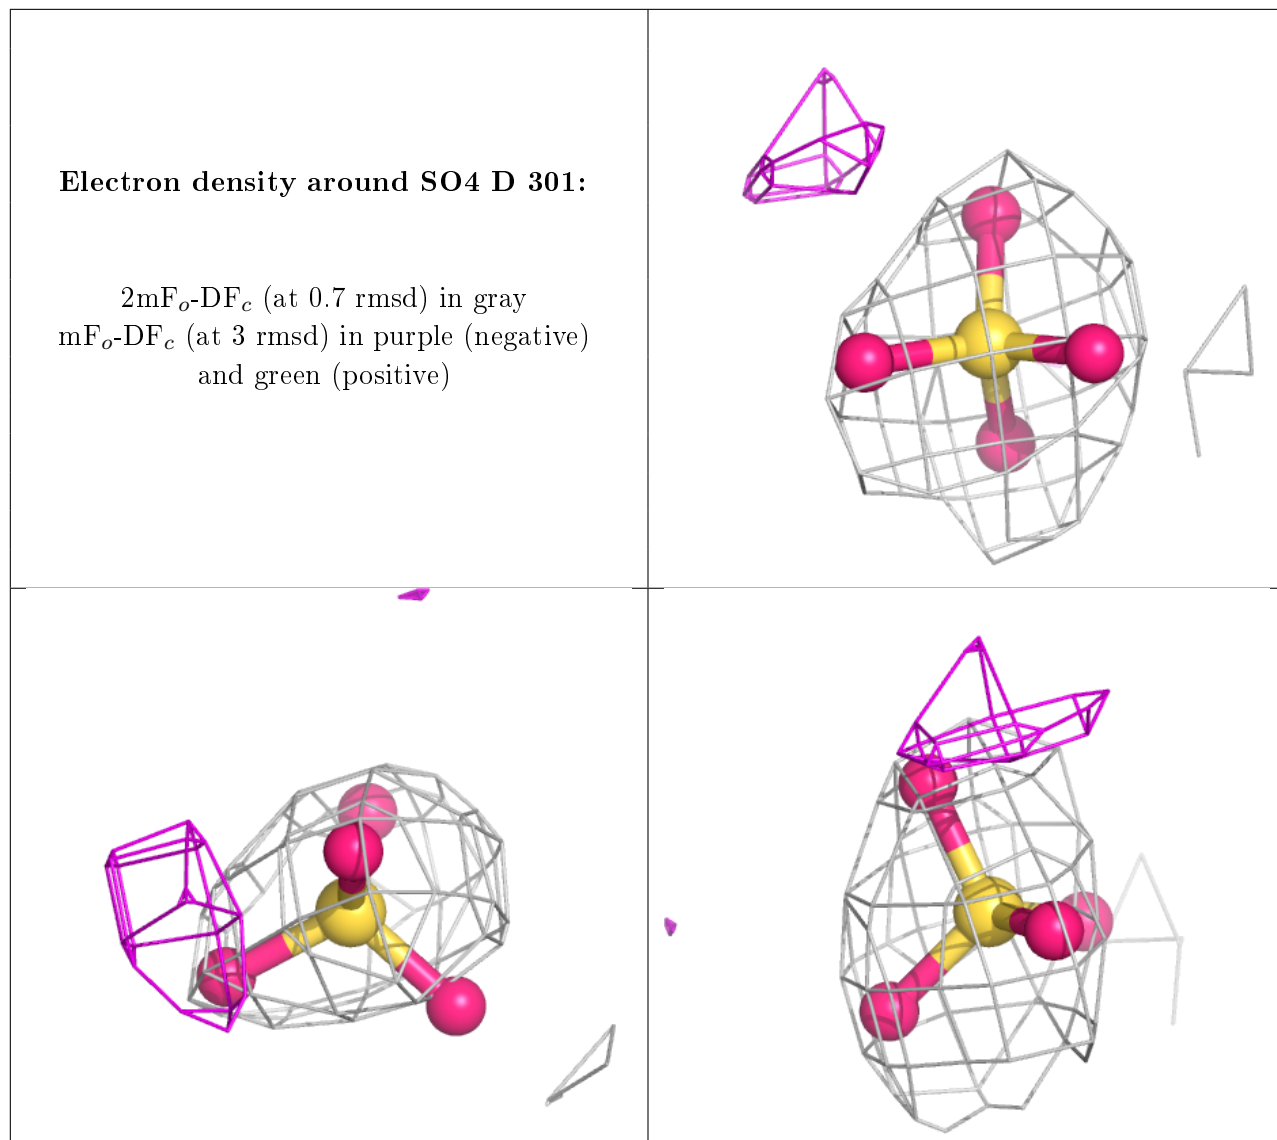 Electron density around SO4 D 301:
2mFₒ-DF𝒸 (at 0.7 rmsd) in gray
mFₒ-DF𝒸 (at 3 rmsd) in purple (negative)
and green (positive)